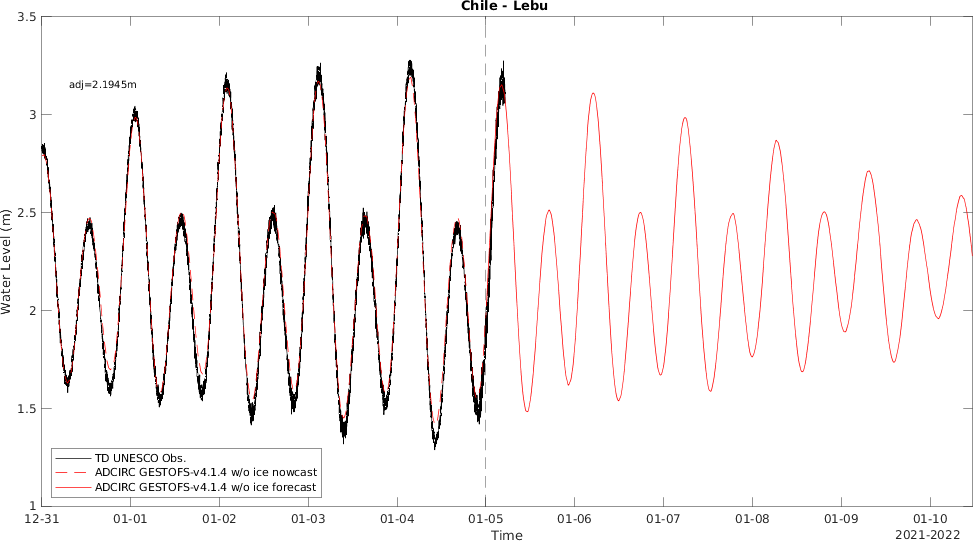 Chile - Lebu
3.5
adj=2.1945m
3
2.5
Water Level (m)
2
1.5
TD UNESCO Obs.
ADCIRC GESTOFS-v4.1.4 w/o ice nowcast
ADCIRC GESTOFS-v4.1.4 w/o ice forecast
1
12-31 01-01 01-02 01-03 01-04 01-05 01-06 01-07 01-08 01-09 01-10
Time
2021-2022